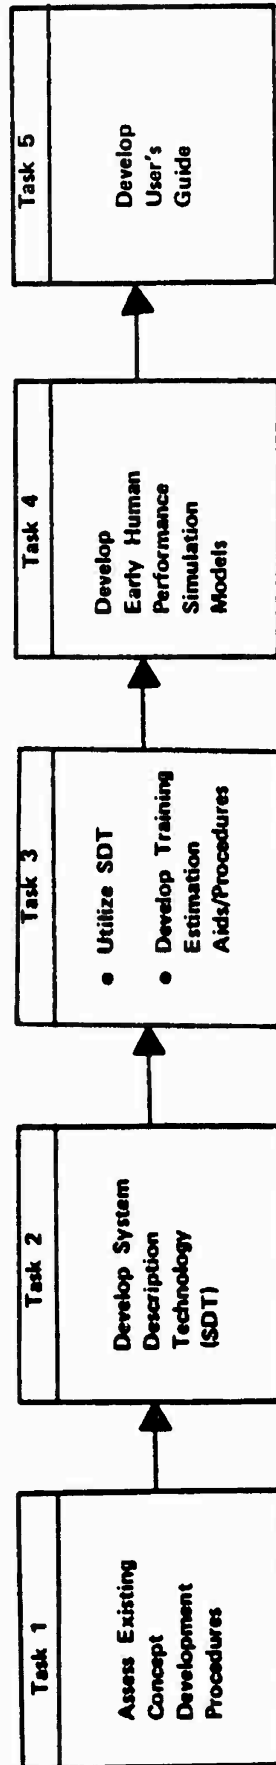 Task 1
Assess Existing
Concept
Development
Procedures
Task 2
Develop System
Description
Technology
(SDT)
Task 3
• Utilize SDT
• Develop Training
Estimation
Aids/Procedures
Task 4
Develop
Early Human
Performance
Simulation
Models
Task 5
Develop
User's
Guide